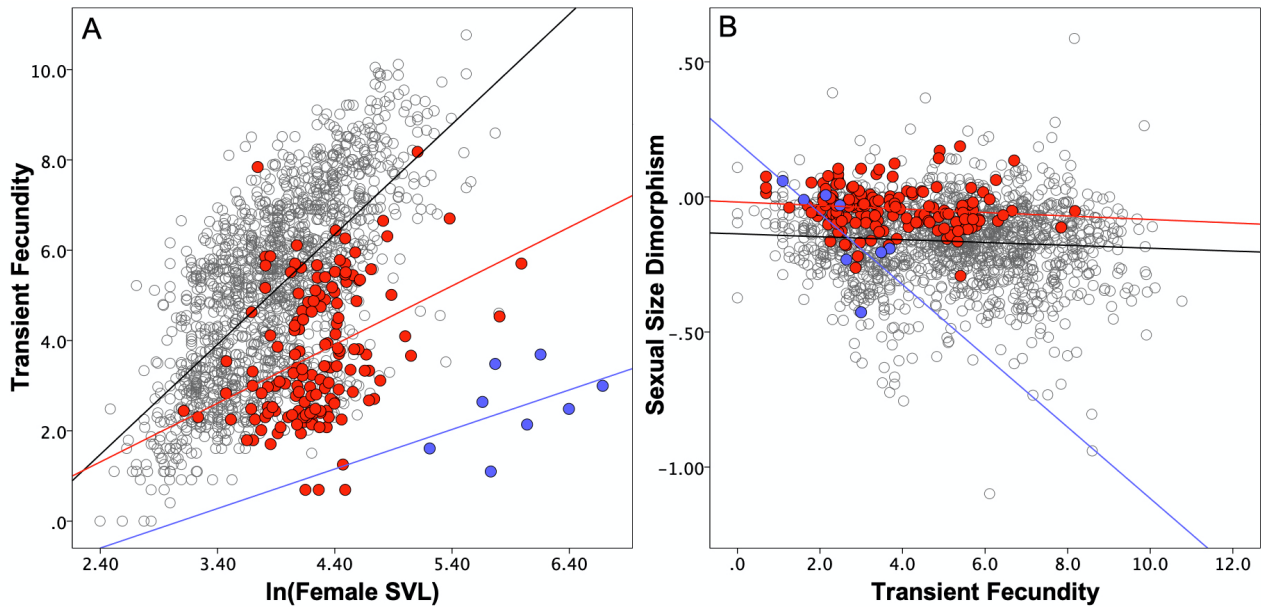 A
10.0
8.0
6.0
4.0
2.0
.0
Transient Fecundity
2.40 3.40 4.40 5.40 6.40
ln(Female SVL)
B
.50
.00
-.50
-1.00
Sexual Size Dimorphism
.0 2.0 4.0 6.0 8.0 10.0 12.0
Transient Fecundity